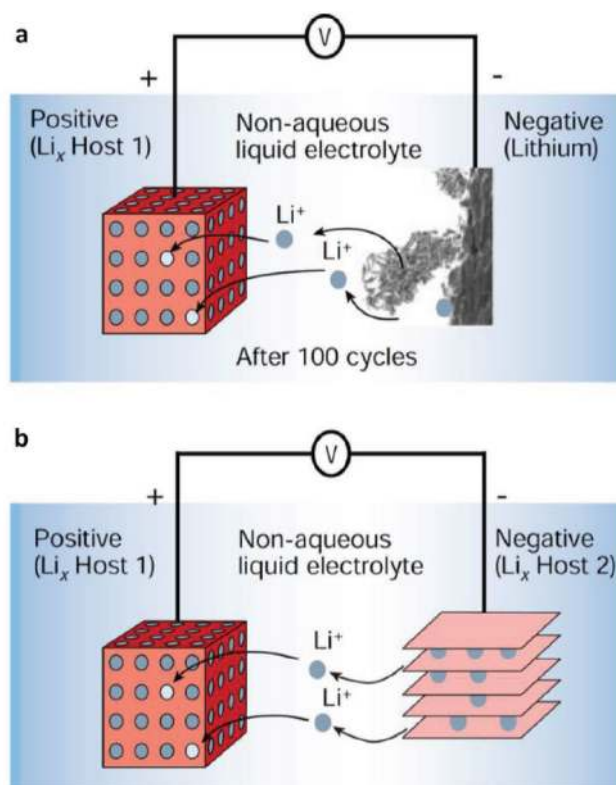 a
V
+
-
Positive
(Liₓ Host 1)
Non-aqueous
liquid electrolyte
Negative
(Lithium)
Li⁺
Li⁺
After 100 cycles
b
V
+
-
Positive
(Liₓ Host 1)
Non-aqueous
liquid electrolyte
Negative
(Liₓ Host 2)
Li⁺
Li⁺